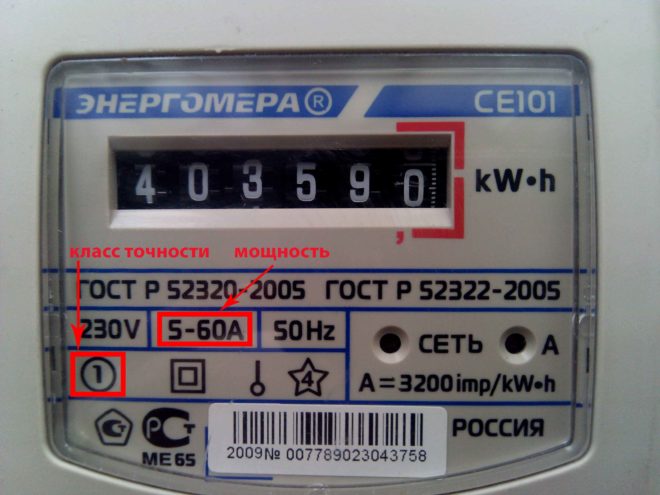 ЭНЕРГОМЕРА ® CE101
403590 kW•h
,
класс точности мощность
ГОСТ Р 52320-2005 ГОСТ Р 52322-2005
230V 5-60A 50Hz СЕТЬ A
1 4 A=3200imp/kW•h
РСТ РОССИЯ
МЕ65
2009№ 007789023043758